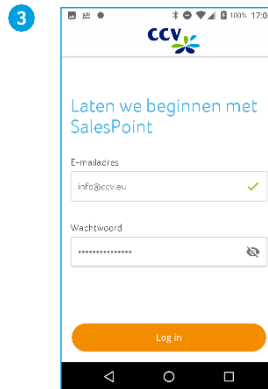 3
100% 17:0
CCV
Laten we beginnen met
SalesPoint
E-mailadres
info@ccv.eu
Wachtwoord
•••••••••••••••
Log in